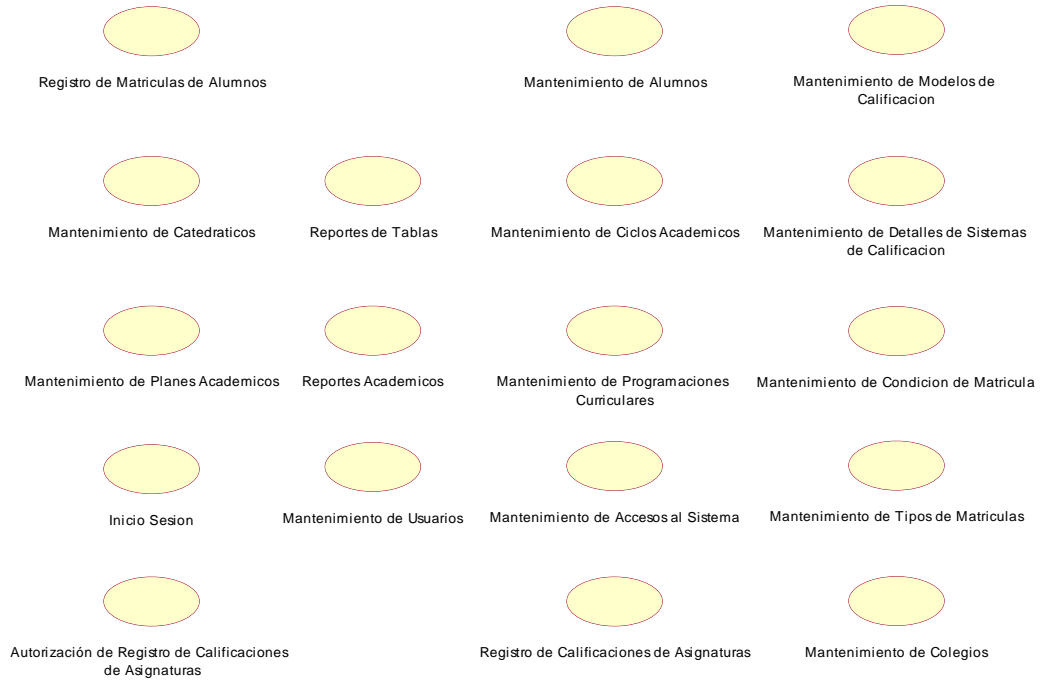 Registro de Matriculas de Alumnos
Mantenimiento de Alumnos
Mantenimiento de Modelos de
Calificacion
Mantenimiento de Catedraticos
Reportes de Tablas
Mantenimiento de Ciclos Academicos
Mantenimiento de Detalles de Sistemas
de Calificacion
Mantenimiento de Planes Academicos
Reportes Academicos
Mantenimiento de Programaciones
Curriculares
Mantenimiento de Condicion de Matricula
Inicio Sesion
Mantenimiento de Usuarios
Mantenimiento de Accesos al Sistema
Mantenimiento de Tipos de Matriculas
Autorización de Registro de Calificaciones
de Asignaturas
Registro de Calificaciones de Asignaturas
Mantenimiento de Colegios